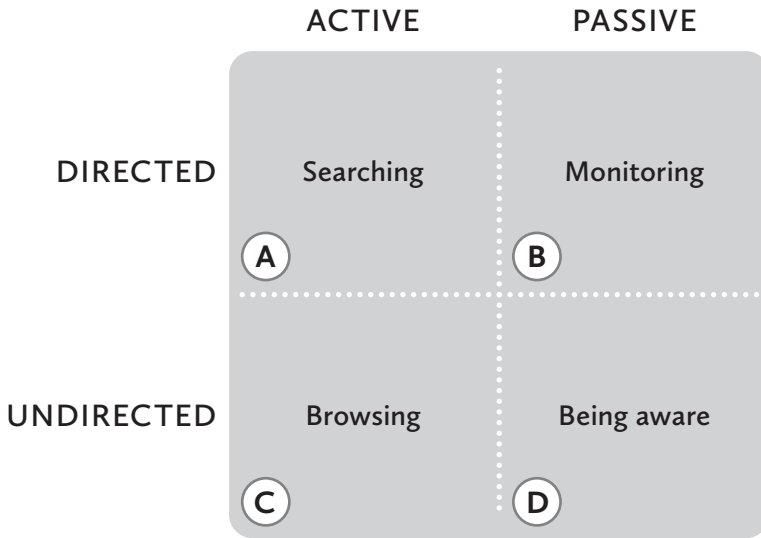 ACTIVE PASSIVE
DIRECTED Searching Monitoring
A B
UNDIRECTED Browsing Being aware
C D